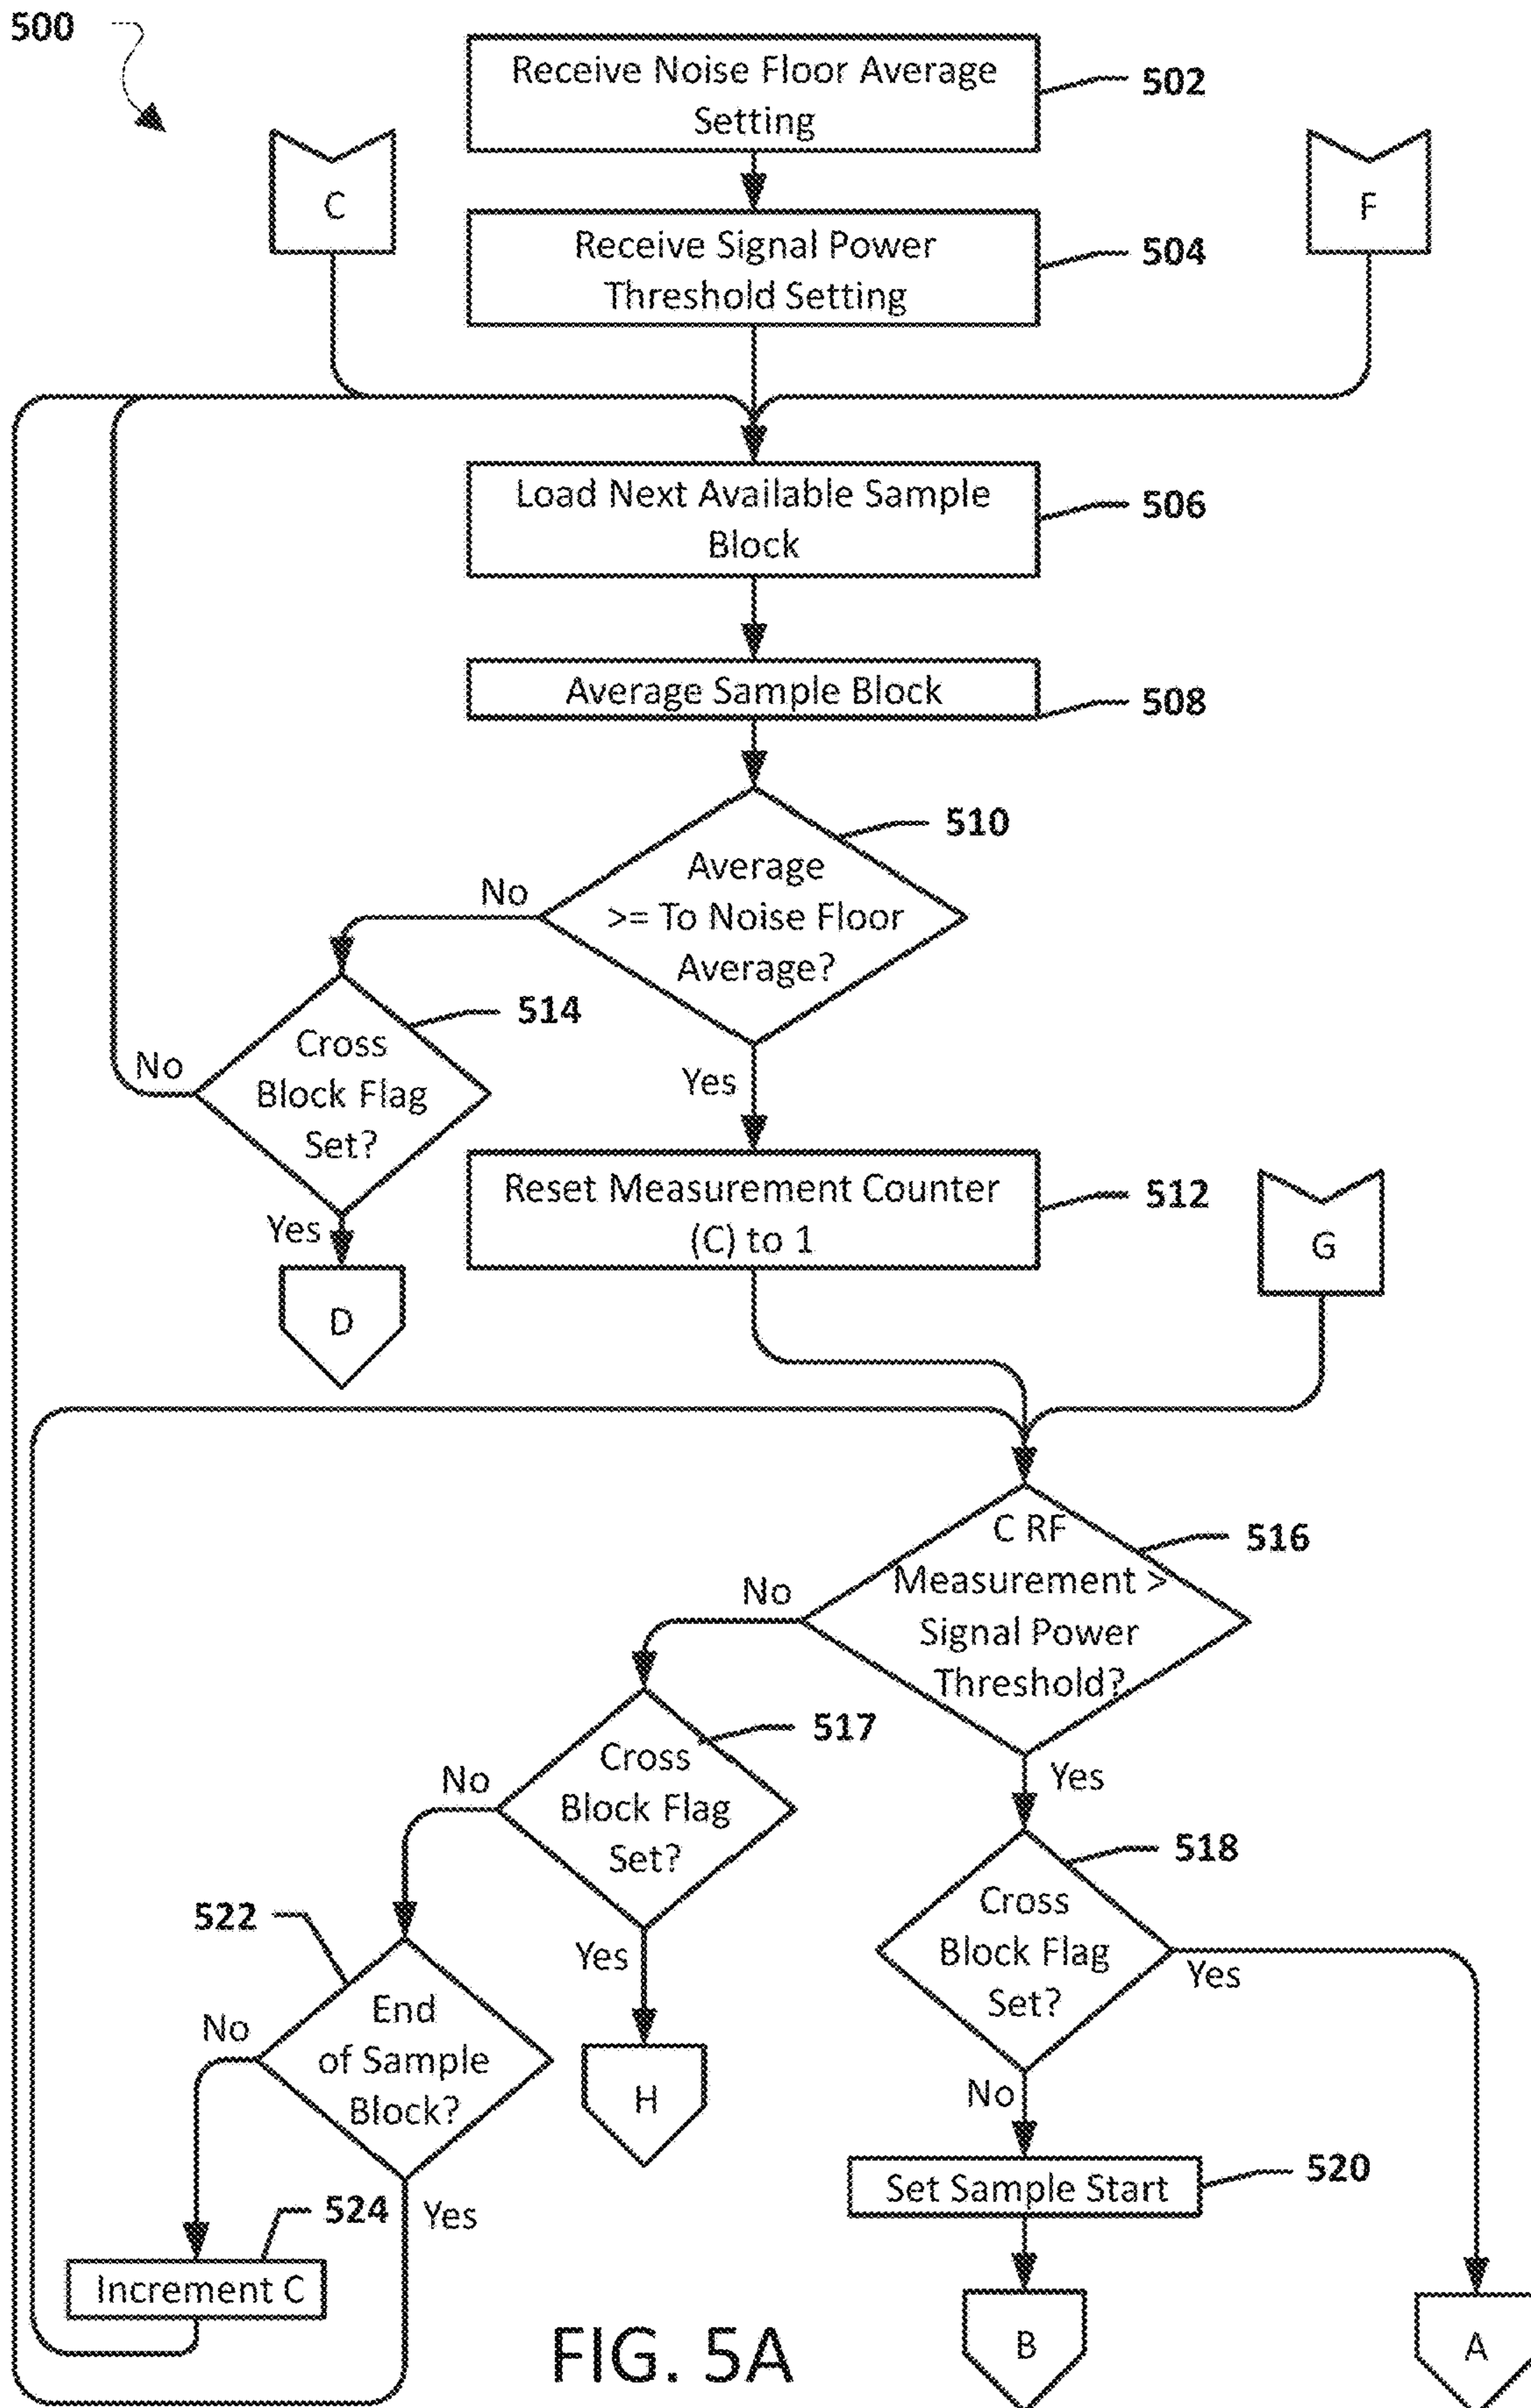 500
Receive Noise Floor Average
Setting
502
C
F
Receive Signal Power
Threshold Setting
504
Load Next Available Sample
Block
506
Average Sample Block
508
510
Average
>= To Noise Floor
Average?
No
514
Cross
Block Flag
Set?
No
Yes
Yes
D
Reset Measurement Counter
(C) to 1
512
G
C RF
Measurement >
Signal Power
Threshold?
516
No
517
Cross
Block Flag
Set?
No
Yes
Yes
518
Cross
Block Flag
Set?
Yes
522
End
of Sample
Block?
No
H
No
Set Sample Start
520
524
Yes
Increment C
B
A
FIG. 5A